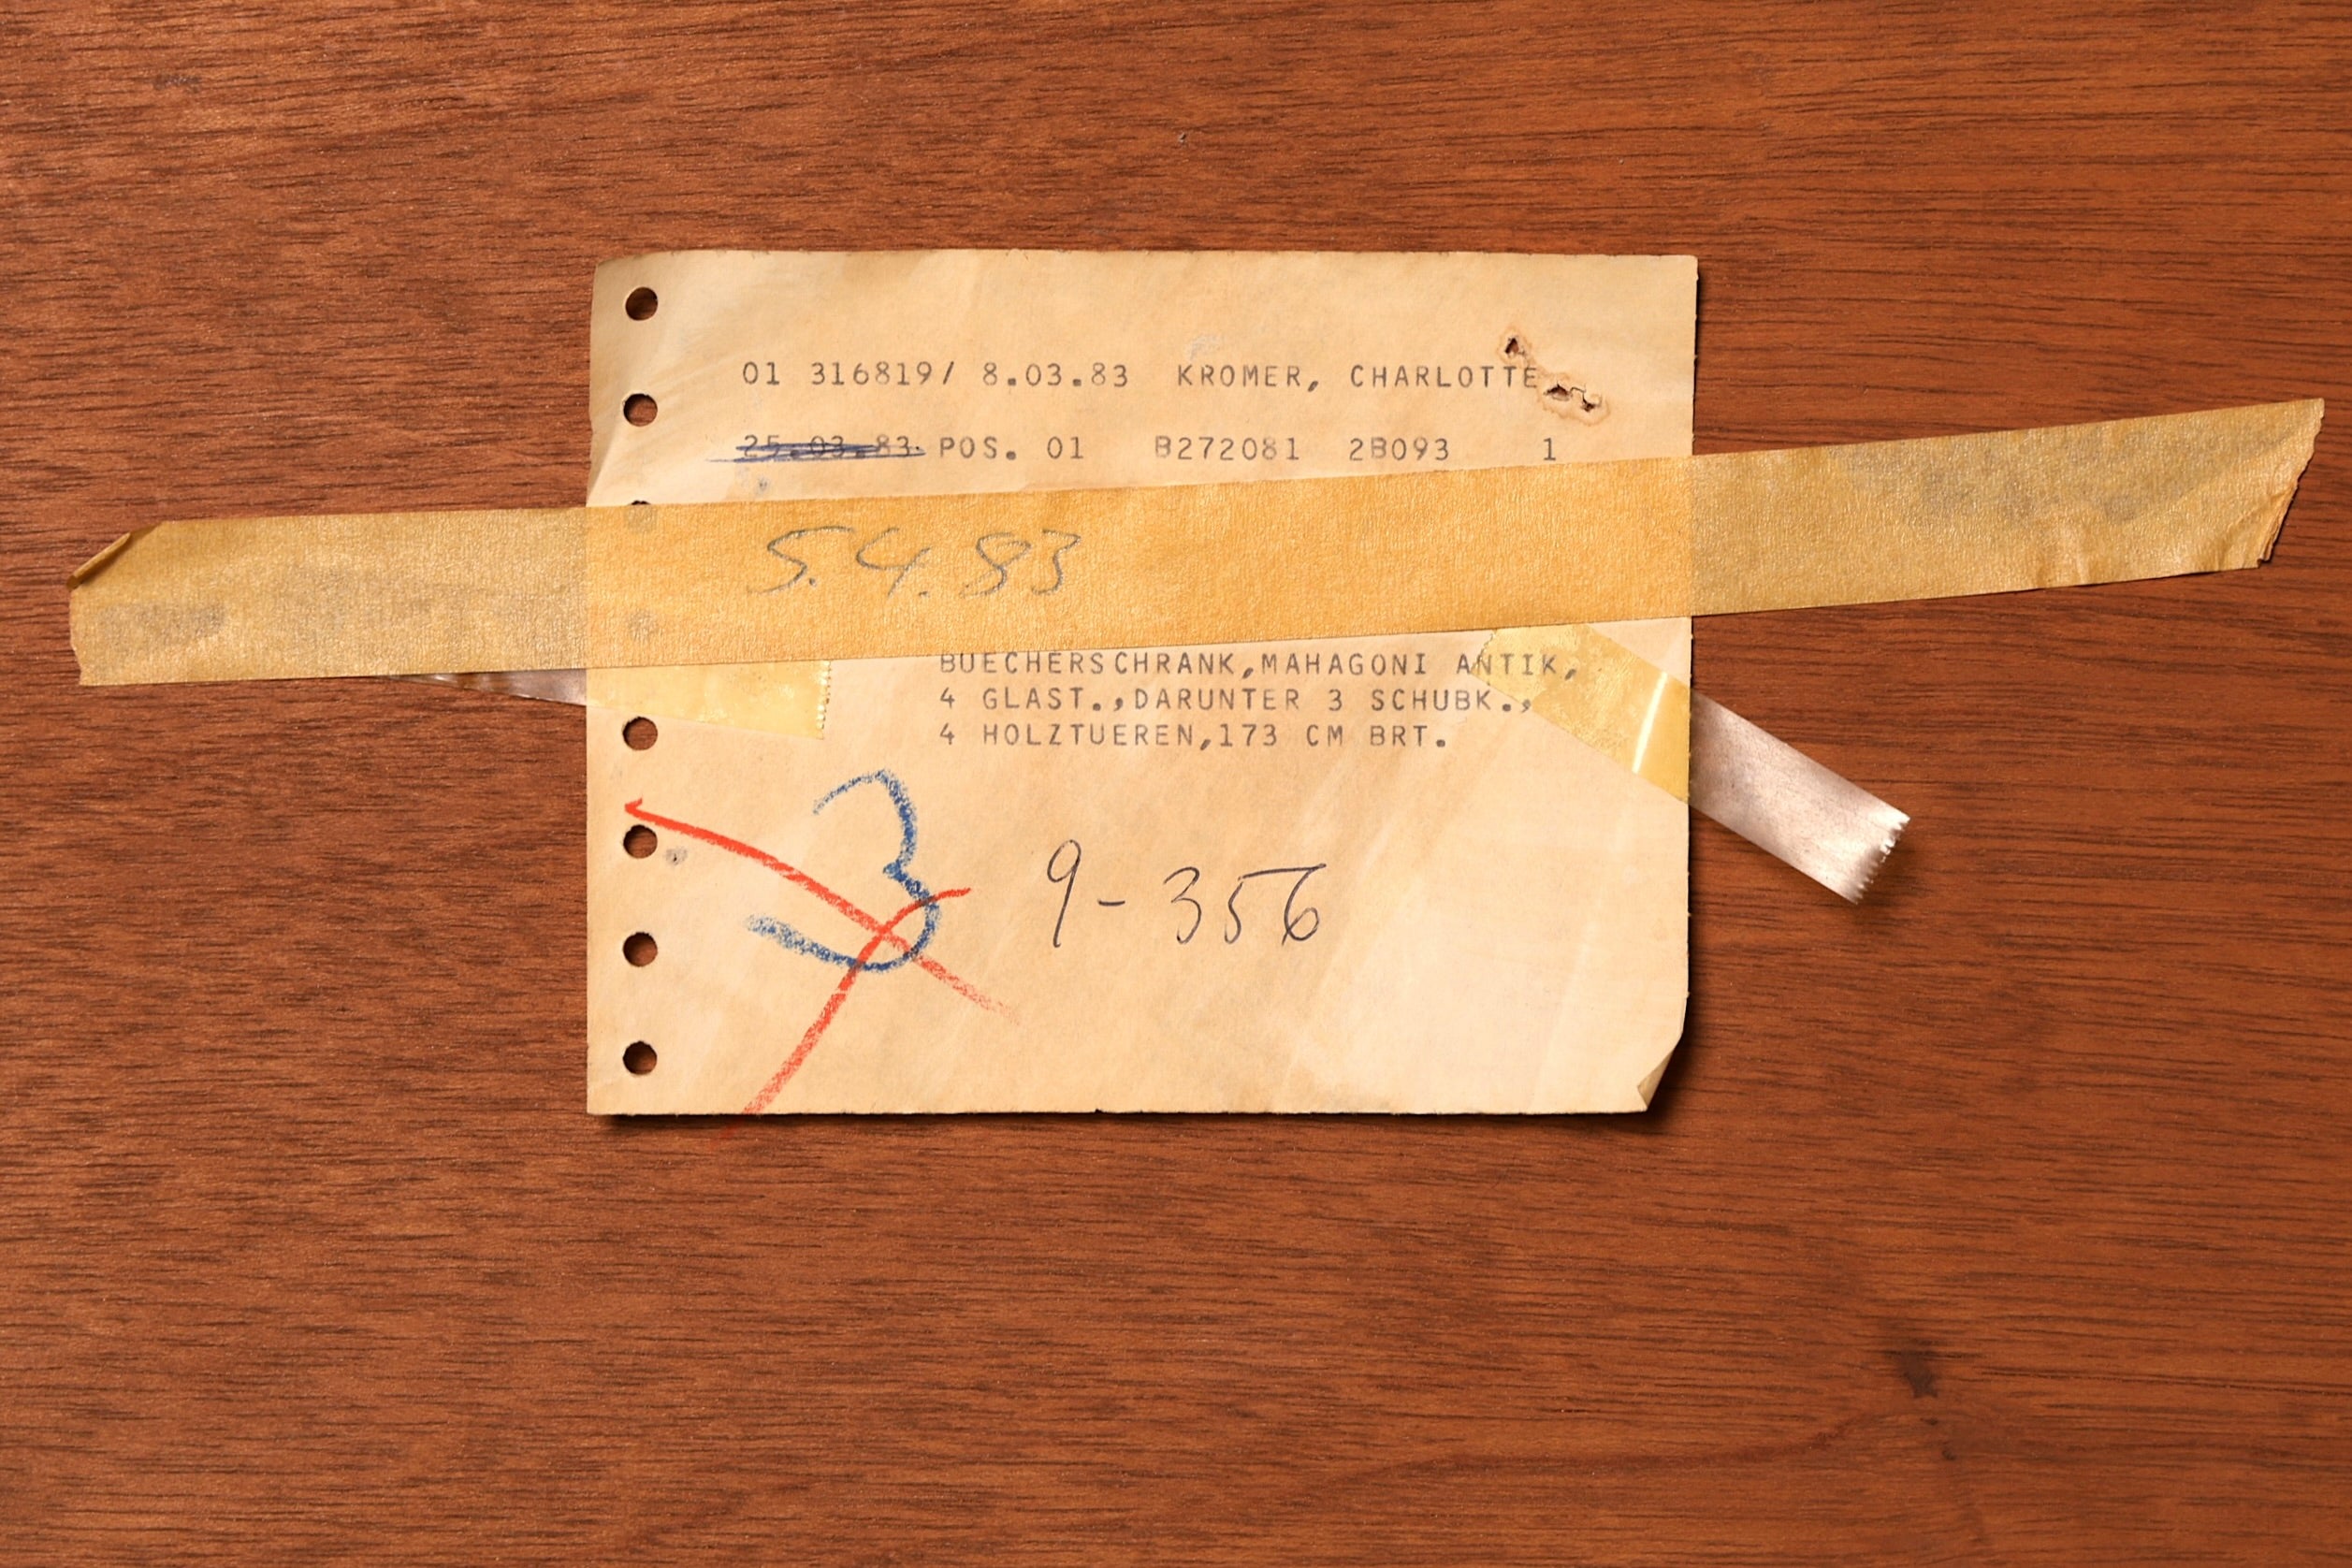 01 316819/ 8.03.83 KROMER, CHARLOTTE
25.03.83. POS. 01 B272081 2B093 1
5.4.83
BUECHERSCHRANK,MAHAGONI ANTIK,
4 GLAST.,DARUNTER 3 SCHUBK.,
4 HOLZTUEREN,173 CM BRT.
3
9-356